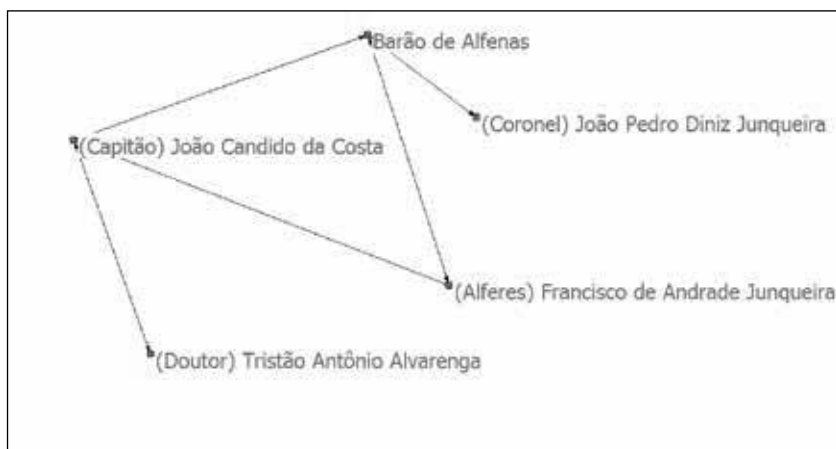 Barão de Alfenas
(Coronel) João Pedro Diniz Junqueira
(Capitão) João Candido da Costa
(Alferes) Francisco de Andrade Junqueira
(Doutor) Tristão Antônio Alvarenga